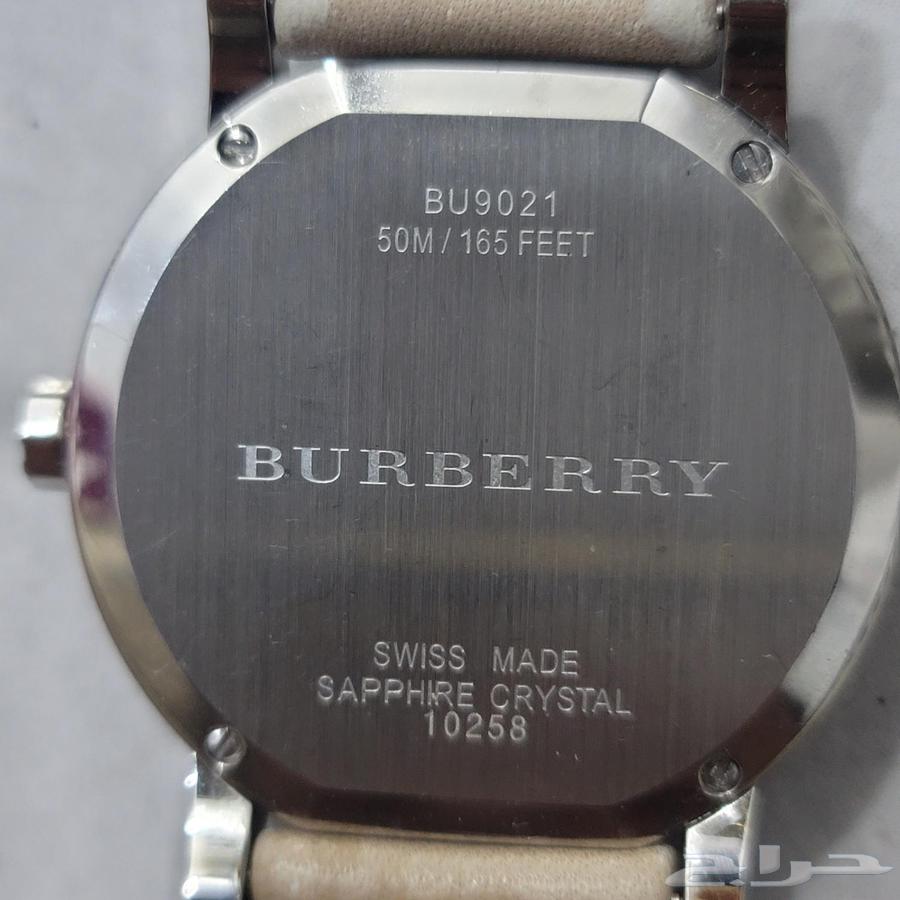 BU9021
50M / 165 FEET
BURBERRY
SWISS MADE
SAPPHIRE CRYSTAL
10258
حراج